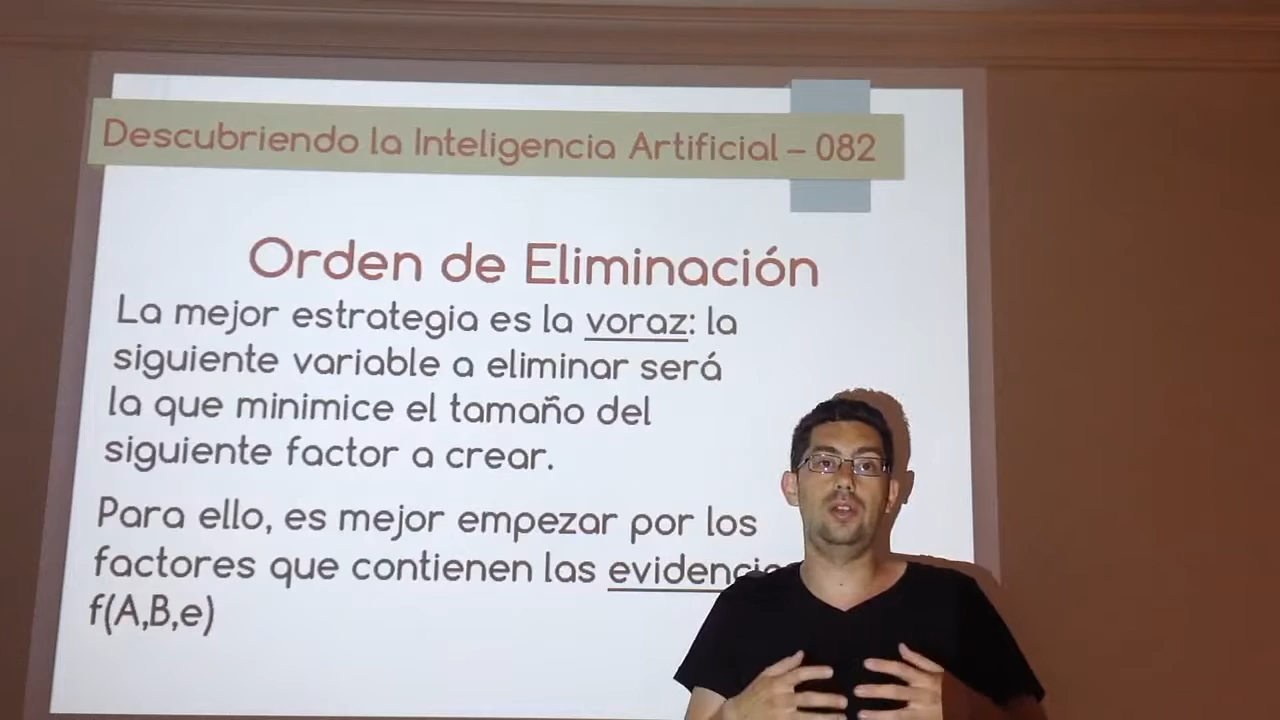 Descubriendo la Inteligencia Artificial – 082
Orden de Eliminación
La mejor estrategia es la voraz: la
siguiente variable a eliminar será
la que minimice el tamaño del
siguiente factor a crear.
Para ello, es mejor empezar por los
factores que contienen las
f(A,B,e)